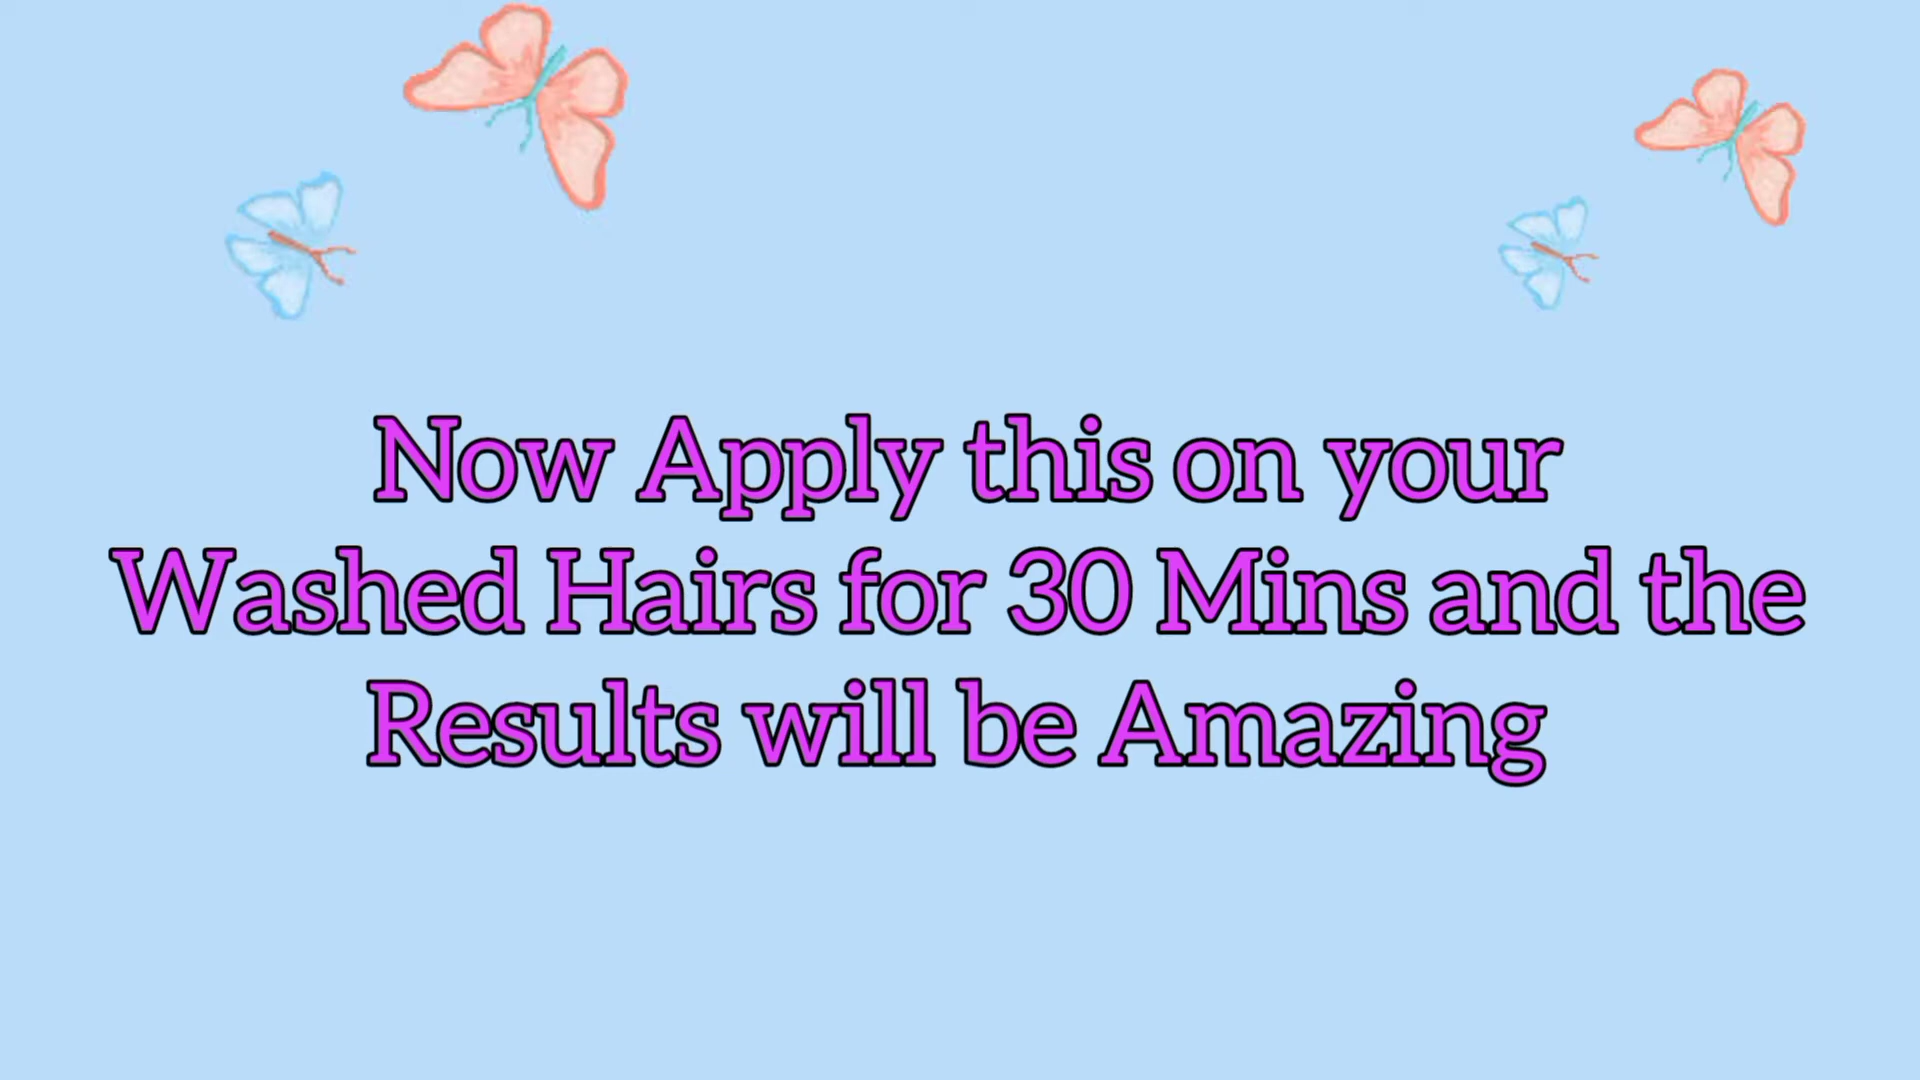 Now Apply this on your
Washed Hairs for 30 Mins and the
Results will be Amazing